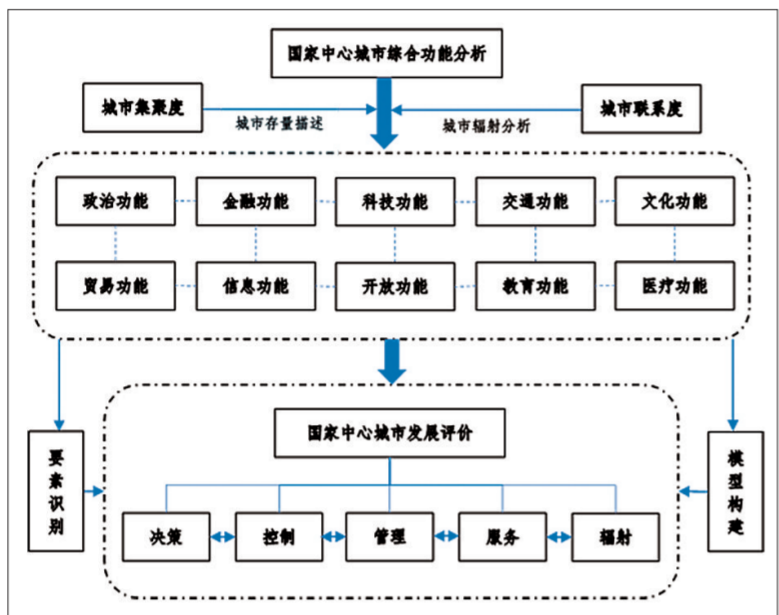 国家中心城市综合功能分析
城市集聚度
城市联系度
城市存量描述
城市辐射分析
政治功能
金融功能
科技功能
交通功能
文化功能
贸易功能
信息功能
开放功能
教育功能
医疗功能
国家中心城市发展评价
要素识别
模型构建
决策
控制
管理
服务
辐射